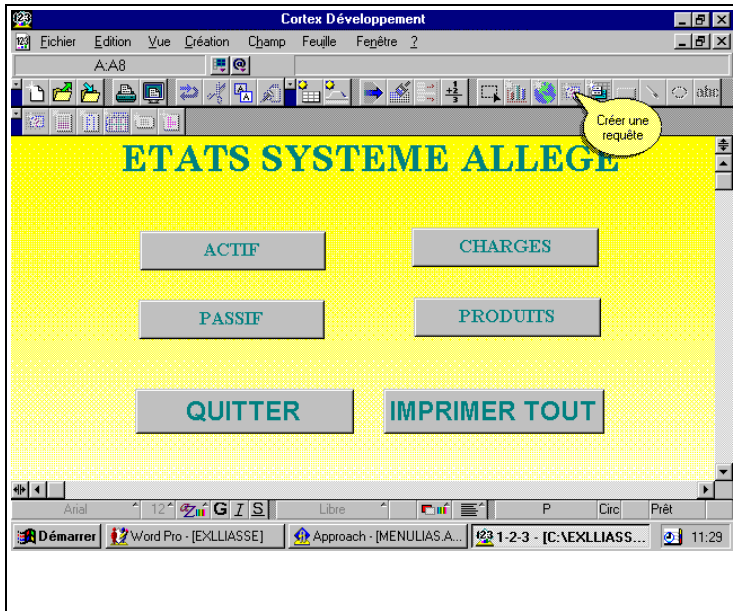 Cortex Développement
Fichier Edition Vue Création Champ Feuille Fenêtre ?
A:A8
Créer une
requête
ETATS SYSTEME ALLEGE
ACTIF CHARGES
PASSIF PRODUITS
QUITTER IMPRIMER TOUT
Arial 12 G I S Libre P Circ Prêt
Démarrer Word Pro - [EXLLIASSE] Approach - [MENULIAS.A... 1-2-3 - [C:\EXLLIASS... 11:29